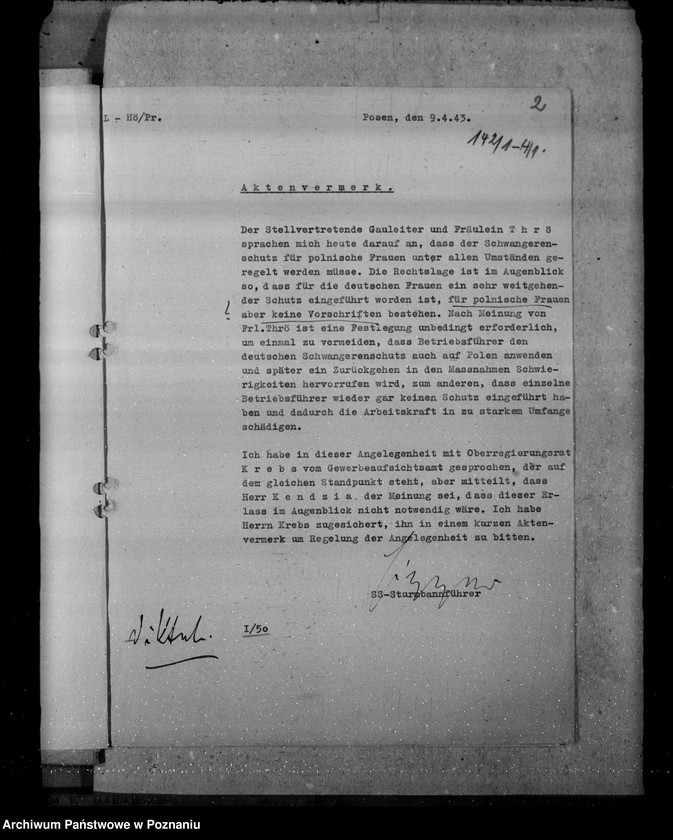 2
L - Hö/Pr.
Posen, den 9.4.43.
142/1-4/1.
Aktenvermerk.
Der Stellvertretende Gauleiter und Fräulein T h r ö
sprachen mich heute darauf an, dass der Schwangeren-
schutz für polnische Frauen unter allen Umständen ge-
regelt werden müsse. Die Rechtslage ist im Augenblick
so, dass für die deutschen Frauen ein sehr weitgehen-
der Schutz eingeführt worden ist, für polnische Frauen
aber keine Vorschriften bestehen. Nach Meinung von
Frl.Thrö ist eine Festlegung unbedingt erforderlich,
um einmal zu vermeiden, dass Betriebsführer den
deutschen Schwangerenschutz auch auf Polen anwenden
und später ein Zurückgehen in den Massnahmen Schwie-
rigkeiten hervorrufen wird, zum anderen, dass einzelne
Betriebsführer wieder gar keinen Schutz eingeführt ha-
ben und dadurch die Arbeitskraft in zu starkem Umfange
schädigen.
Ich habe in dieser Angelegenheit mit Oberregierungsrat
K r e b s vom Gewerbeaufsichtsamt gesprochen, der auf
dem gleichen Standpunkt steht, aber mitteilt, dass
Herr K e n d z i a der Meinung sei, dass dieser Er-
lass im Augenblick nicht notwendig wäre. Ich habe
Herrn Krebs zugesichert, ihn in einem kurzen Akten-
vermerk um Regelung der Angelegenheit zu bitten.
SS-Sturmbannführer
I/50
Archiwum Państwowe w Poznaniu